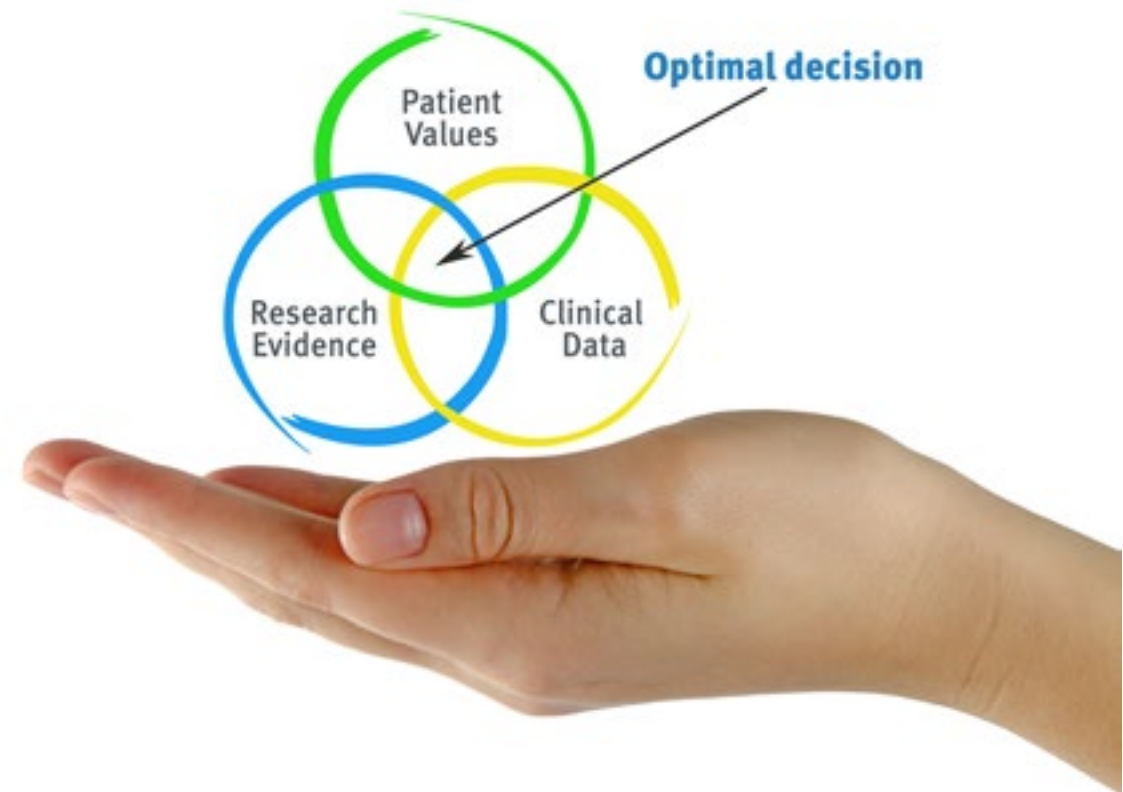 Optimal decision
Patient
Values
Research
Evidence
Clinical
Data